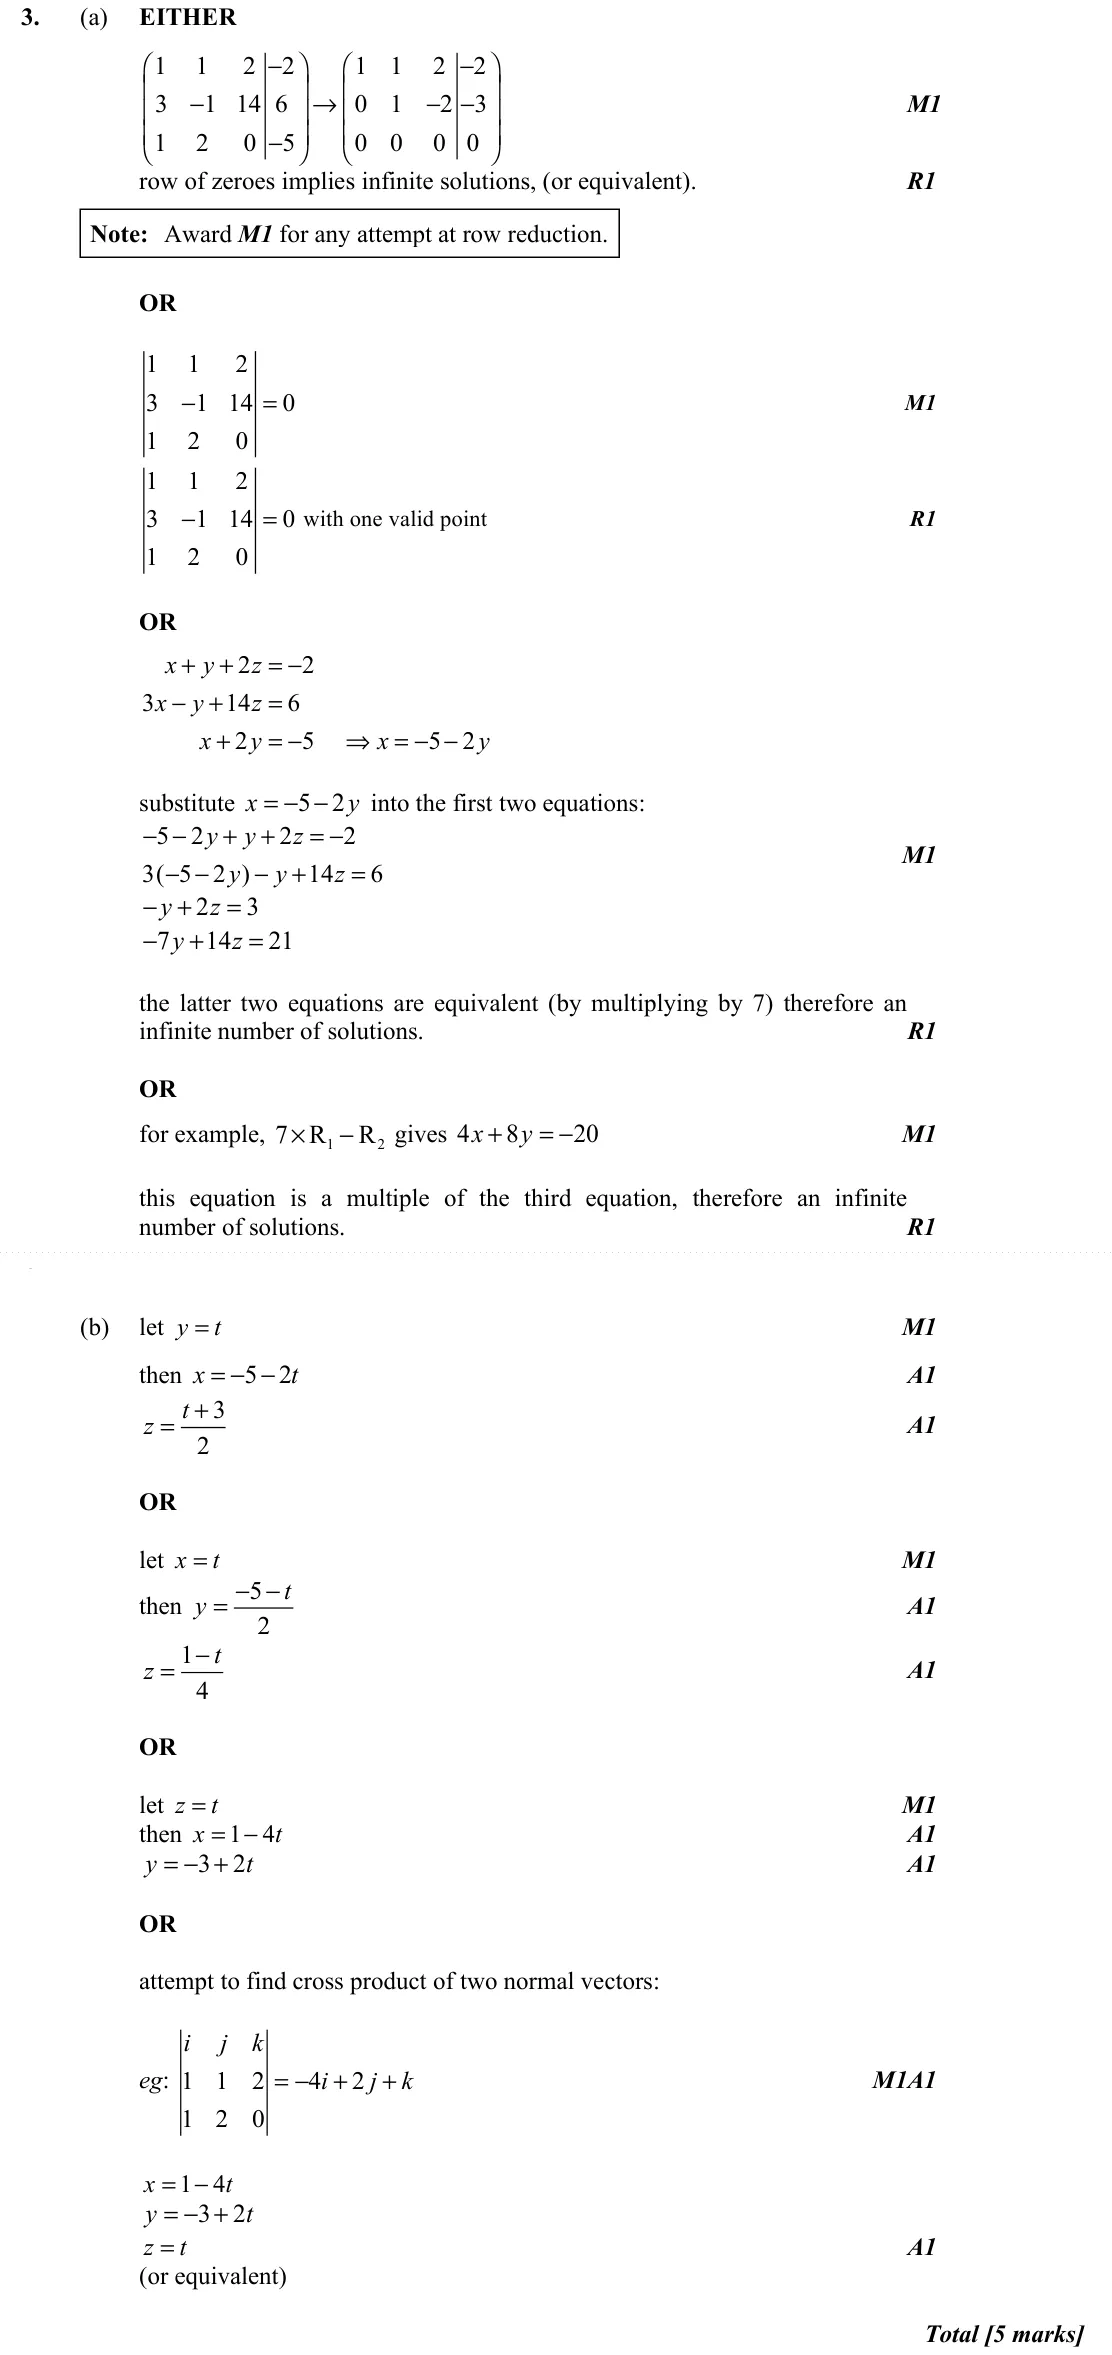 3. (a) EITHER
(1 1 2 | −2
3 −1 14 | 6
1 2 0 | −5) → (1 1 2 | −2
0 1 −2 | −3
0 0 0 | 0) M1
row of zeroes implies infinite solutions, (or equivalent). R1
Note: Award M1 for any attempt at row reduction.
OR
|1 1 2|
|3 −1 14| = 0 M1
|1 2 0|
|1 1 2|
|3 −1 14| = 0 with one valid point R1
|1 2 0|
OR
x + y + 2z = −2
3x − y + 14z = 6
x + 2y = −5 ⇒ x = −5 − 2y
substitute x = −5 − 2y into the first two equations:
−5 − 2y + y + 2z = −2
M1
3(−5 − 2y) − y + 14z = 6
−y + 2z = 3
−7y + 14z = 21
the latter two equations are equivalent (by multiplying by 7) therefore an
infinite number of solutions. R1
OR
for example, 7 × R₁ − R₂ gives 4x + 8y = −20 M1
this equation is a multiple of the third equation, therefore an infinite
number of solutions. R1
(b) let y = t M1
then x = −5 − 2t A1
z = (t + 3)/2 A1
OR
let x = t M1
then y = (−5 − t)/2 A1
z = (1 − t)/4 A1
OR
let z = t M1
then x = 1 − 4t A1
y = −3 + 2t A1
OR
attempt to find cross product of two normal vectors:
|i j k|
eg: |1 1 2| = −4i + 2j + k M1A1
|1 2 0|
x = 1 − 4t
y = −3 + 2t
z = t A1
(or equivalent)
Total [5 marks]